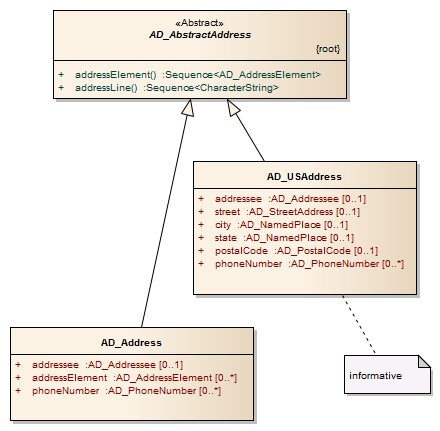 «Abstract»
AD_AbstractAddress
{root}
+ addressElement() :Sequence<AD_AddressElement>
+ addressLine() :Sequence<CharacterString>
AD_USAddress
+ addressee :AD_Addressee [0..1]
+ street :AD_StreetAddress [0..1]
+ city :AD_NamedPlace [0..1]
+ state :AD_NamedPlace [0..1]
+ postalCode :AD_PostalCode [0..1]
+ phoneNumber :AD_PhoneNumber [0..*]
AD_Address
+ addressee :AD_Addressee [0..1]
+ addressElement :AD_AddressElement [0..*]
+ phoneNumber :AD_PhoneNumber [0..*]
informative